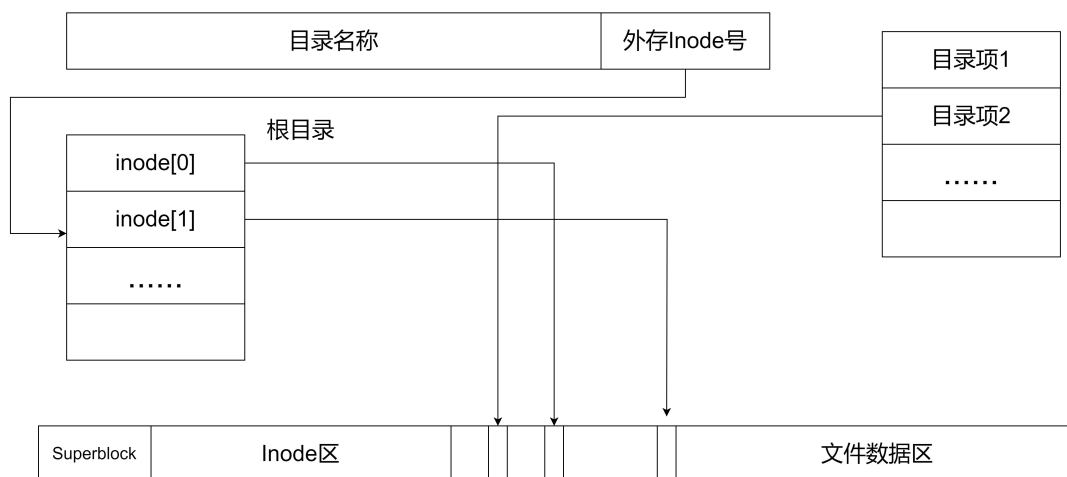 目录名称
外存Inode号
目录项1
目录项2
......
根目录
inode[0]
inode[1]
......
Superblock
Inode区
文件数据区